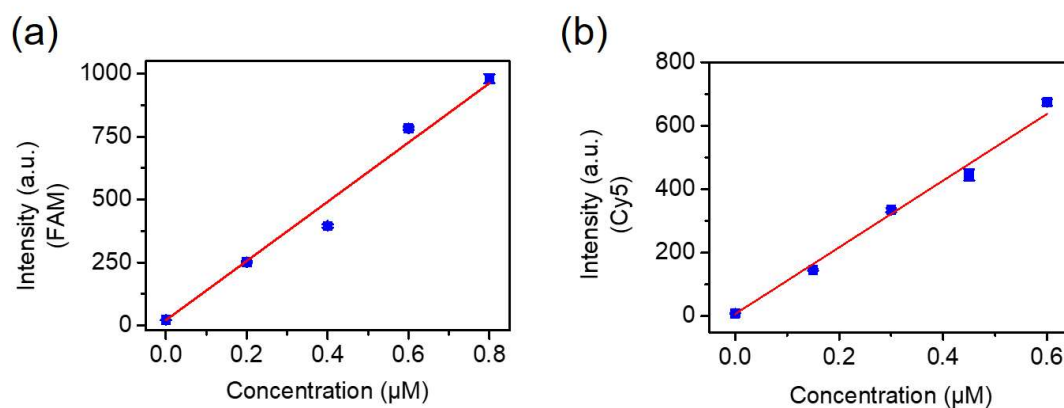 (a)
1000
750
500
250
0
Intensity (a.u.)
(FAM)
0.0 0.2 0.4 0.6 0.8
Concentration (µM)
(b)
800
600
400
200
0
Intensity (a.u.)
(Cy5)
0.0 0.2 0.4 0.6
Concentration (µM)